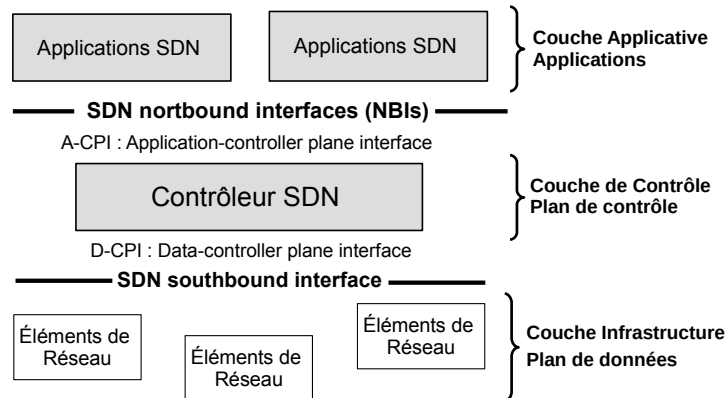 Applications SDN
Applications SDN
Couche Applicative
Applications
SDN nortbound interfaces (NBIs)
A-CPI : Application-controller plane interface
Contrôleur SDN
Couche de Contrôle
Plan de contrôle
D-CPI : Data-controller plane interface
SDN southbound interface
Éléments de
Réseau
Éléments de
Réseau
Éléments de
Réseau
Couche Infrastructure
Plan de données